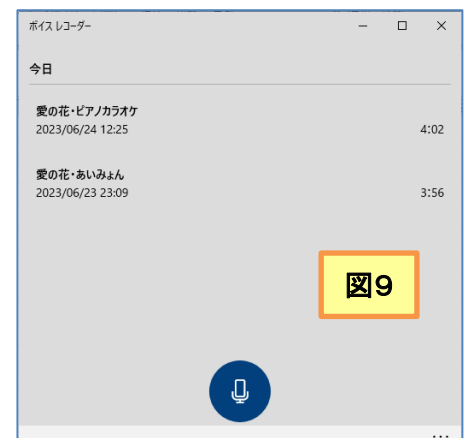 ボイス レコーダー
今日
愛の花・ピアノカラオケ
2023/06/24 12:25 4:02
愛の花・あいみょん
2023/06/23 23:09 3:56
図9